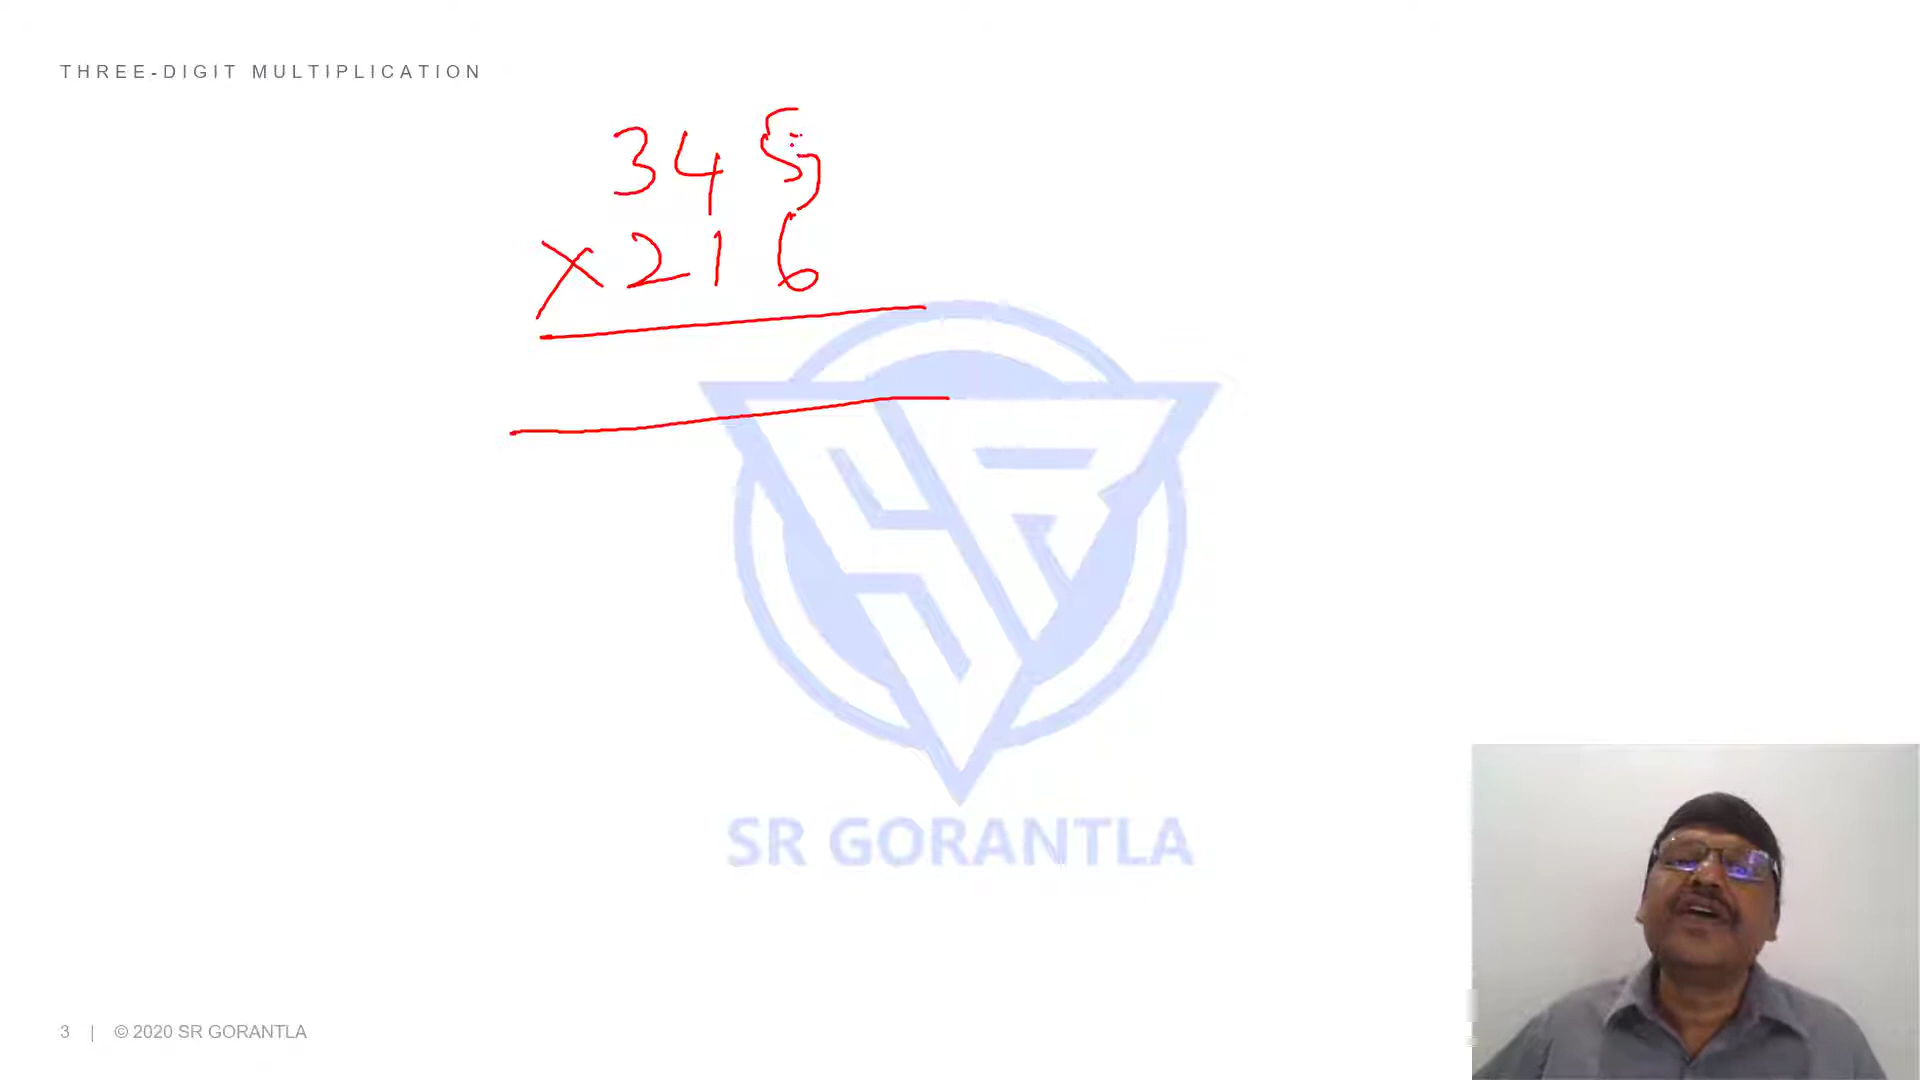 THREE-DIGIT MULTIPLICATION
345
×216
SR GORANTLA
3 | © 2020 SR GORANTLA